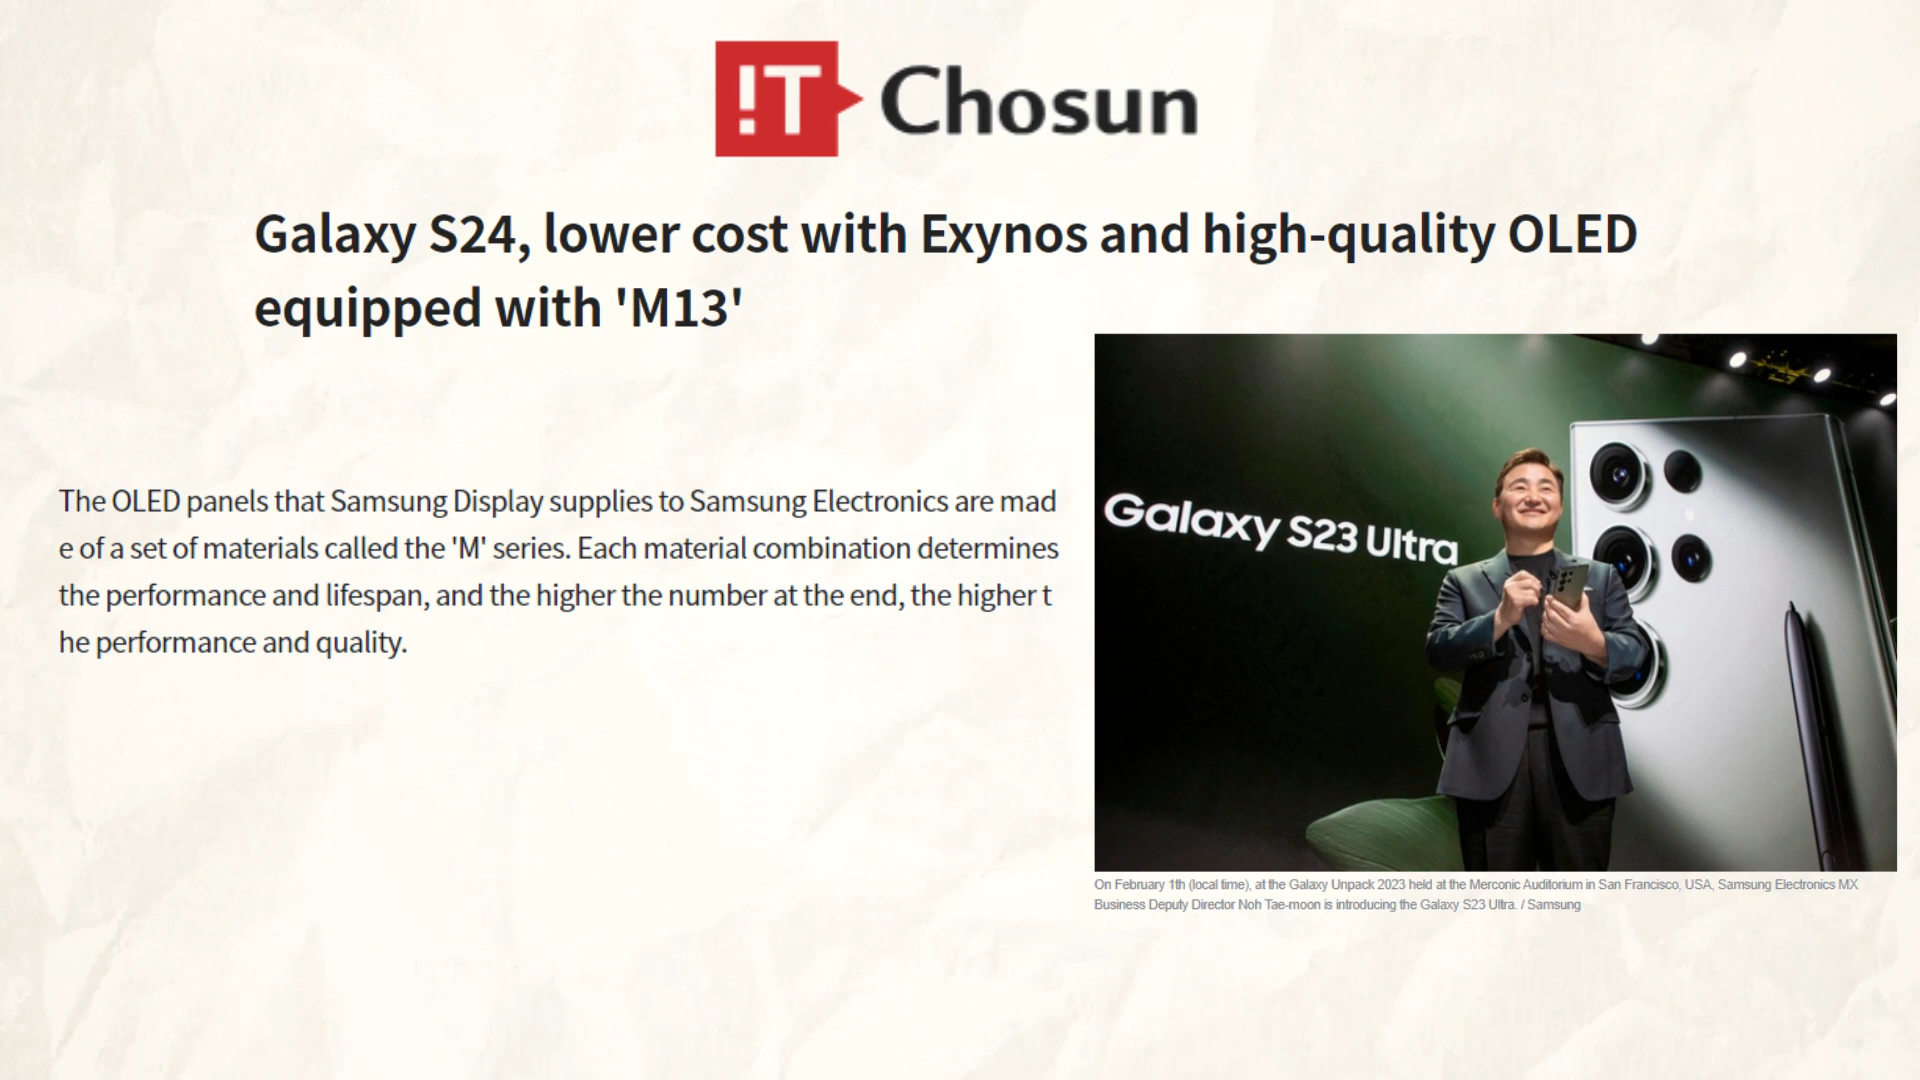 !T Chosun
Galaxy S24, lower cost with Exynos and high-quality OLED
equipped with 'M13'
The OLED panels that Samsung Display supplies to Samsung Electronics are mad
e of a set of materials called the 'M' series. Each material combination determines
the performance and lifespan, and the higher the number at the end, the higher t
he performance and quality.
Galaxy S23 Ultra
On February 1th (local time), at the Galaxy Unpack 2023 held at the Merconic Auditorium in San Francisco, USA, Samsung Electronics MX
Business Deputy Director Noh Tae-moon is introducing the Galaxy S23 Ultra. / Samsung